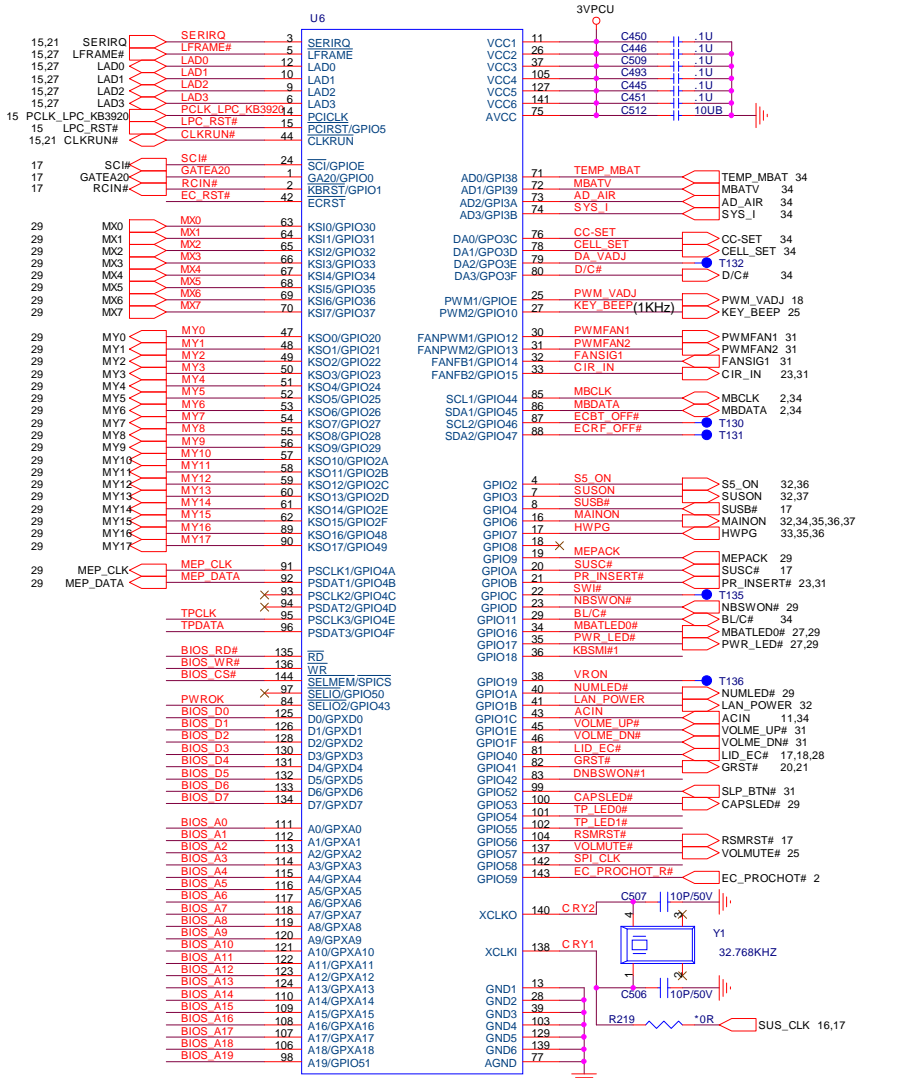 U6
3VPCU
15,21 SERIRQ SERIRQ 3 SERIRQ
15,27 LFRAME# LFRAME# 5 LFRAME
15,27 LAD0 LAD0 12 LAD0
15,27 LAD1 LAD1 10 LAD1
15,27 LAD2 LAD2 9 LAD2
15,27 LAD3 LAD3 6 LAD3
15 PCLK_LPC_KB3920 PCLK_LPC_KB3920 14 PCICLK
15 LPC_RST# LPC_RST# 15 PCIRST/GPIO5
15,21 CLKRUN# CLKRUN# 44 CLKRUN
17 SCI# SCI# 24 SCI/GPIOE
17 GATEA20 GATEA20 1 GA20/GPIO0
17 RCIN# RCIN# 2 KBRST/GPIO1
EC_RST# 42 ECRST
29 MX0 MX0 63 KSI0/GPIO30
29 MX1 MX1 64 KSI1/GPIO31
29 MX2 MX2 65 KSI2/GPIO32
29 MX3 MX3 66 KSI3/GPIO33
29 MX4 MX4 67 KSI4/GPIO34
29 MX5 MX5 68 KSI5/GPIO35
29 MX6 MX6 69 KSI6/GPIO36
29 MX7 MX7 70 KSI7/GPIO37
29 MY0 MY0 47 KSO0/GPIO20
29 MY1 MY1 48 KSO1/GPIO21
29 MY2 MY2 49 KSO2/GPIO22
29 MY3 MY3 50 KSO3/GPIO23
29 MY4 MY4 51 KSO4/GPIO24
29 MY5 MY5 52 KSO5/GPIO25
29 MY6 MY6 53 KSO6/GPIO26
29 MY7 MY7 54 KSO7/GPIO27
29 MY8 MY8 55 KSO8/GPIO28
29 MY9 MY9 56 KSO9/GPIO29
29 MY10 MY10 57 KSO10/GPIO2A
29 MY11 MY11 58 KSO11/GPIO2B
29 MY12 MY12 59 KSO12/GPIO2C
29 MY13 MY13 60 KSO13/GPIO2D
29 MY14 MY14 61 KSO14/GPIO2E
29 MY15 MY15 62 KSO15/GPIO2F
29 MY16 MY16 89 KSO16/GPIO48
29 MY17 MY17 90 KSO17/GPIO49
29 MEP_CLK MEP_CLK 91 PSCLK1/GPIO4A
29 MEP_DATA MEP_DATA 92 PSDAT1/GPIO4B
93 PSCLK2/GPIO4C
94 PSDAT2/GPIO4D
TPCLK 95 PSCLK3/GPIO4E
TPDATA 96 PSDAT3/GPIO4F
BIOS_RD# 135 RD
BIOS_WR# 136 WR
BIOS_CS# 144 SELMEM/SPICS
97 SELIO/GPIO50
PWROK 84 SELIO2/GPIO43
BIOS_D0 125 D0/GPXD0
BIOS_D1 126 D1/GPXD1
BIOS_D2 128 D2/GPXD2
BIOS_D3 130 D3/GPXD3
BIOS_D4 131 D4/GPXD4
BIOS_D5 132 D5/GPXD5
BIOS_D6 133 D6/GPXD6
BIOS_D7 134 D7/GPXD7
BIOS_A0 111 A0/GPXA0
BIOS_A1 112 A1/GPXA1
BIOS_A2 113 A2/GPXA2
BIOS_A3 114 A3/GPXA3
BIOS_A4 115 A4/GPXA4
BIOS_A5 116 A5/GPXA5
BIOS_A6 117 A6/GPXA6
BIOS_A7 118 A7/GPXA7
BIOS_A8 119 A8/GPXA8
BIOS_A9 120 A9/GPXA9
BIOS_A10 121 A10/GPXA10
BIOS_A11 122 A11/GPXA11
BIOS_A12 123 A12/GPXA12
BIOS_A13 124 A13/GPXA13
BIOS_A14 110 A14/GPXA14
BIOS_A15 109 A15/GPXA15
BIOS_A16 108 A16/GPXA16
BIOS_A17 107 A17/GPXA17
BIOS_A18 106 A18/GPXA18
BIOS_A19 98 A19/GPIO51
VCC1 11 C450 .1U
VCC2 26 C446 .1U
VCC3 37 C509 .1U
VCC4 105 C493 .1U
VCC5 127 C445 .1U
VCC6 141 C451 .1U
AVCC 75 C512 10UB
AD0/GPI38 71 TEMP_MBAT TEMP_MBAT 34
AD1/GPI39 72 MBATV MBATV 34
AD2/GPI3A 73 AD_AIR AD_AIR 34
AD3/GPI3B 74 SYS_I SYS_I 34
DA0/GPO3C 76 CC-SET CC-SET 34
DA1/GPO3D 78 CELL_SET CELL_SET 34
DA2/GPO3E 79 DA_VADJ T132
DA3/GPO3F 80 D/C# D/C# 34
PWM1/GPIOE 25 PWM_VADJ PWM_VADJ 18
PWM2/GPIO10 27 KEY_BEEP (1KHz) KEY_BEEP 25
FANPWM1/GPIO12 30 PWMFAN1 PWMFAN1 31
FANPWM2/GPIO13 31 PWMFAN2 PWMFAN2 31
FANFB1/GPIO14 32 FANSIG1 FANSIG1 31
FANFB2/GPIO15 33 CIR_IN CIR_IN 23,31
SCL1/GPIO44 85 MBCLK MBCLK 2,34
SDA1/GPIO45 86 MBDATA MBDATA 2,34
SCL2/GPIO46 87 ECBT_OFF# T130
SDA2/GPIO47 88 ECRF_OFF# T131
GPIO2 4 S5_ON S5_ON 32,36
GPIO3 7 SUSON SUSON 32,37
GPIO4 8 SUSB# SUSB# 17
GPIO6 16 MAINON MAINON 32,34,35,36,37
GPIO7 17 HWPG HWPG 33,35,36
GPIO8 18
GPIO9 19 MEPACK MEPACK 29
GPIOA 20 SUSC# SUSC# 17
GPIOB 21 PR_INSERT# PR_INSERT# 23,31
GPIOC 22 SWI# T135
GPIOD 23 NBSWON# NBSWON# 29
GPIO11 29 BL/C# BL/C# 34
GPIO16 34 MBATLED0# MBATLED0# 27,29
GPIO17 35 PWR_LED# PWR_LED# 27,29
GPIO18 36 KBSMI#1
GPIO19 38 VRON T136
GPIO1A 40 NUMLED# NUMLED# 29
GPIO1B 41 LAN_POWER LAN_POWER 32
GPIO1C 43 ACIN ACIN 11,34
GPIO1E 45 VOLME_UP# VOLME_UP# 31
GPIO1F 46 VOLME_DN# VOLME_DN# 31
GPIO40 81 LID_EC# LID_EC# 17,18,28
GPIO41 82 GRST# GRST# 20,21
GPIO42 83 DNBSWON#1
GPIO52 99 SLP_BTN# 31
GPIO53 100 CAPSLED# CAPSLED# 29
GPIO54 101 TP_LED0#
GPIO55 102 TP_LED1#
GPIO56 104 RSMRST# RSMRST# 17
GPIO57 137 VOLMUTE# VOLMUTE# 25
GPIO58 142 SPI_CLK
GPIO59 143 EC_PROCHOT_R# EC_PROCHOT# 2
C507 10P/50V
XCLKO 140 CRY2 4 3
Y1
32.768KHZ
XCLKI 138 CRY1 1 2
C506 10P/50V
GND1 13
GND2 28
GND3 39
GND4 103
GND5 129
GND6 139
AGND 77
R219 *0R SUS_CLK 16,17